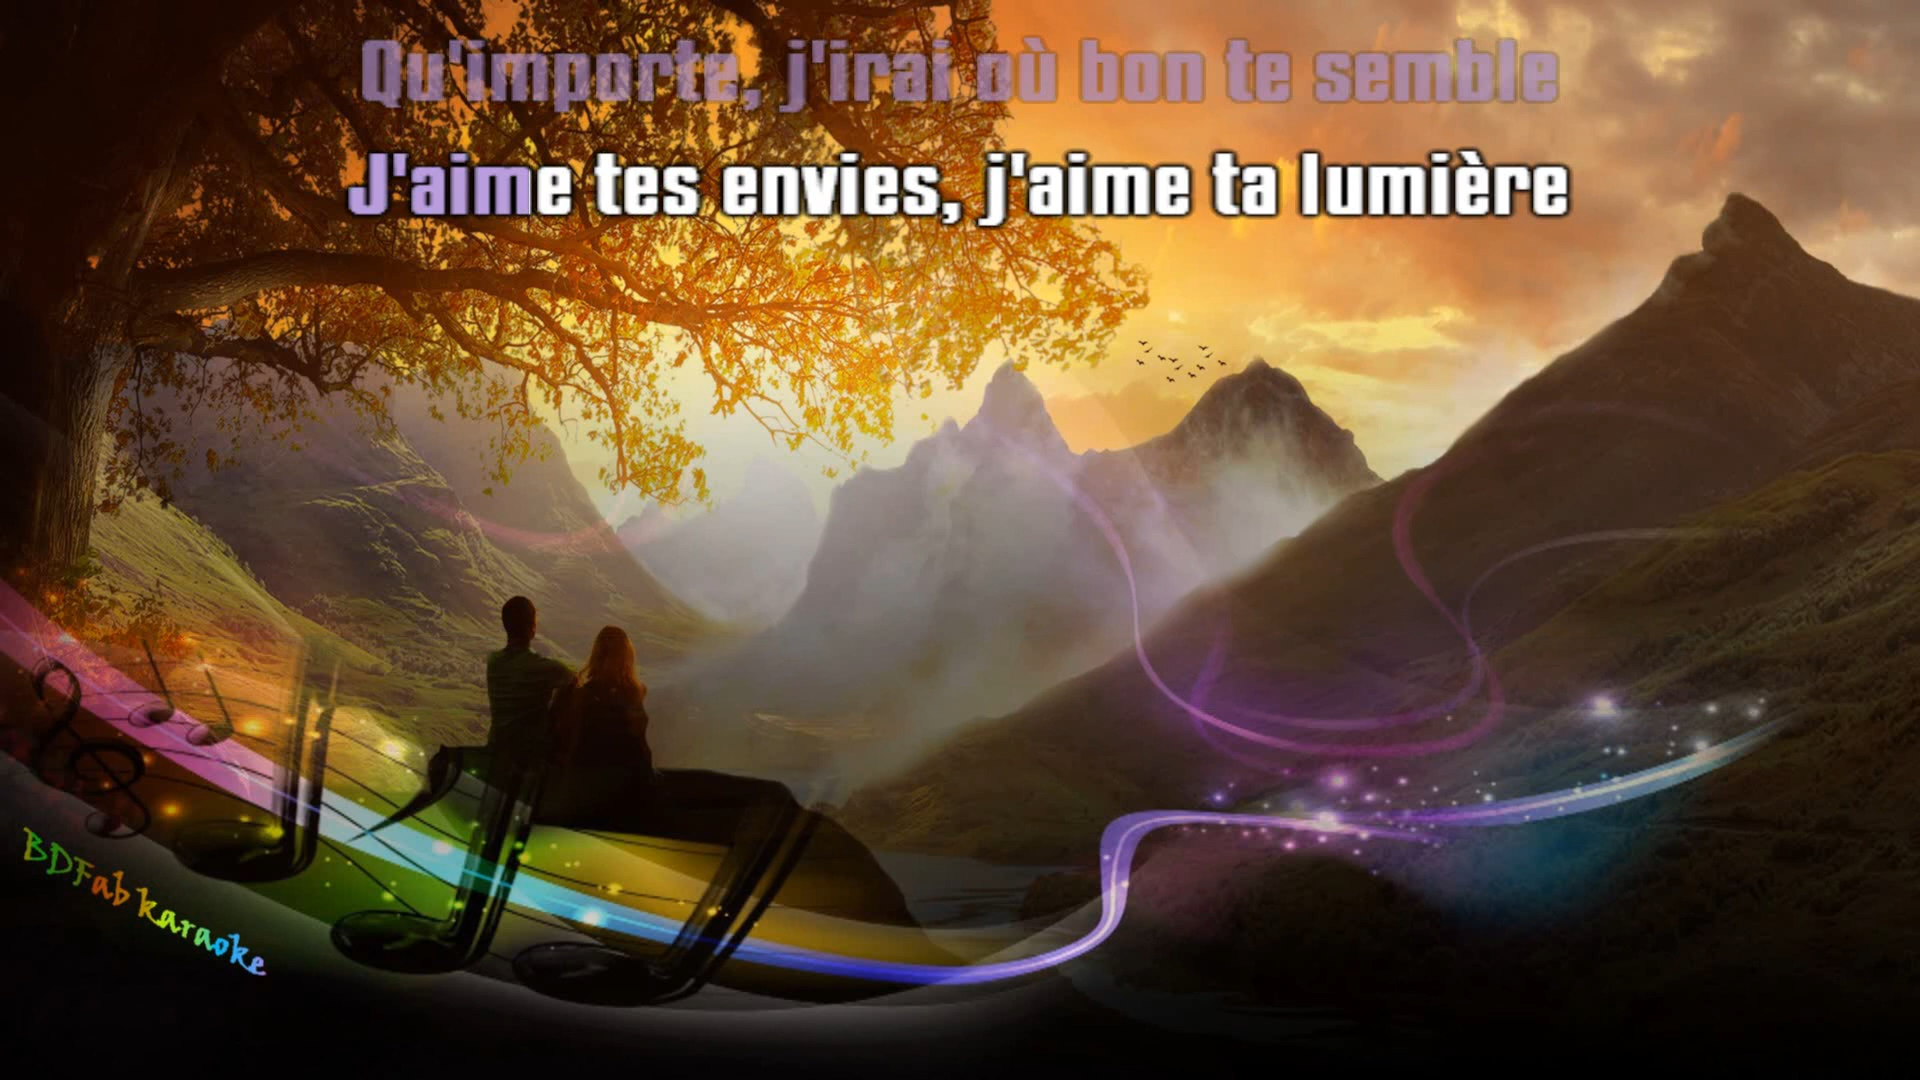 Qu'importe, j'irai où bon te semble
J'aime tes envies, j'aime ta lumière
BDFab karaoke